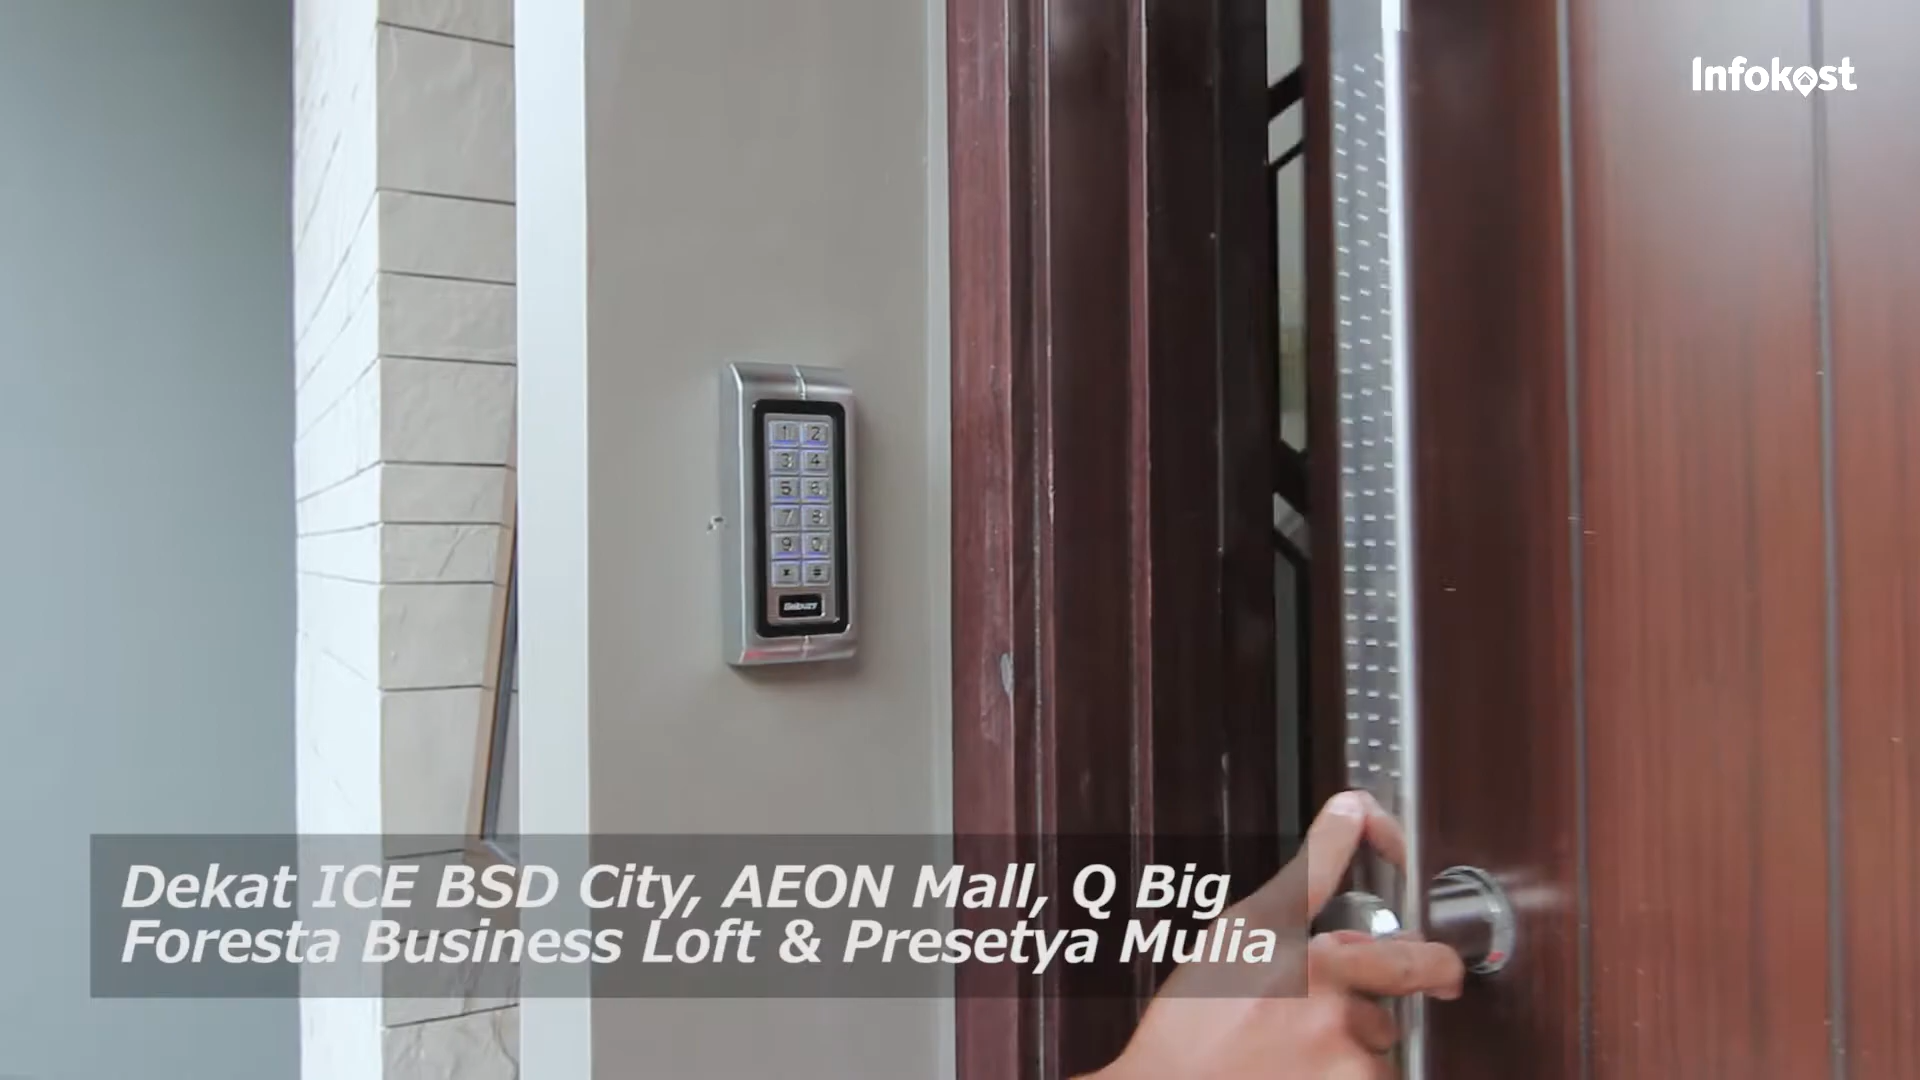 Infokost
1 2
3 4
5 6
7 8
9 0
Dekat ICE BSD City, AEON Mall, Q Big
Foresta Business Loft & Presetya Mulia